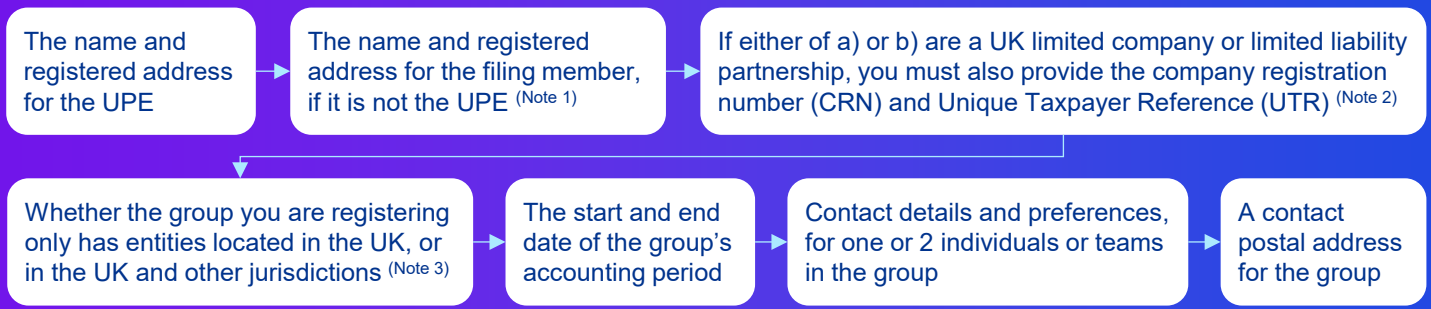 The name and
registered address
for the UPE
The name and registered
address for the filing member,
if it is not the UPE (Note 1)
If either of a) or b) are a UK limited company or limited liability
partnership, you must also provide the company registration
number (CRN) and Unique Taxpayer Reference (UTR) (Note 2)
Whether the group you are registering
only has entities located in the UK, or
in the UK and other jurisdictions (Note 3)
The start and end
date of the group’s
accounting period
Contact details and preferences,
for one or 2 individuals or teams
in the group
A contact
postal address
for the group